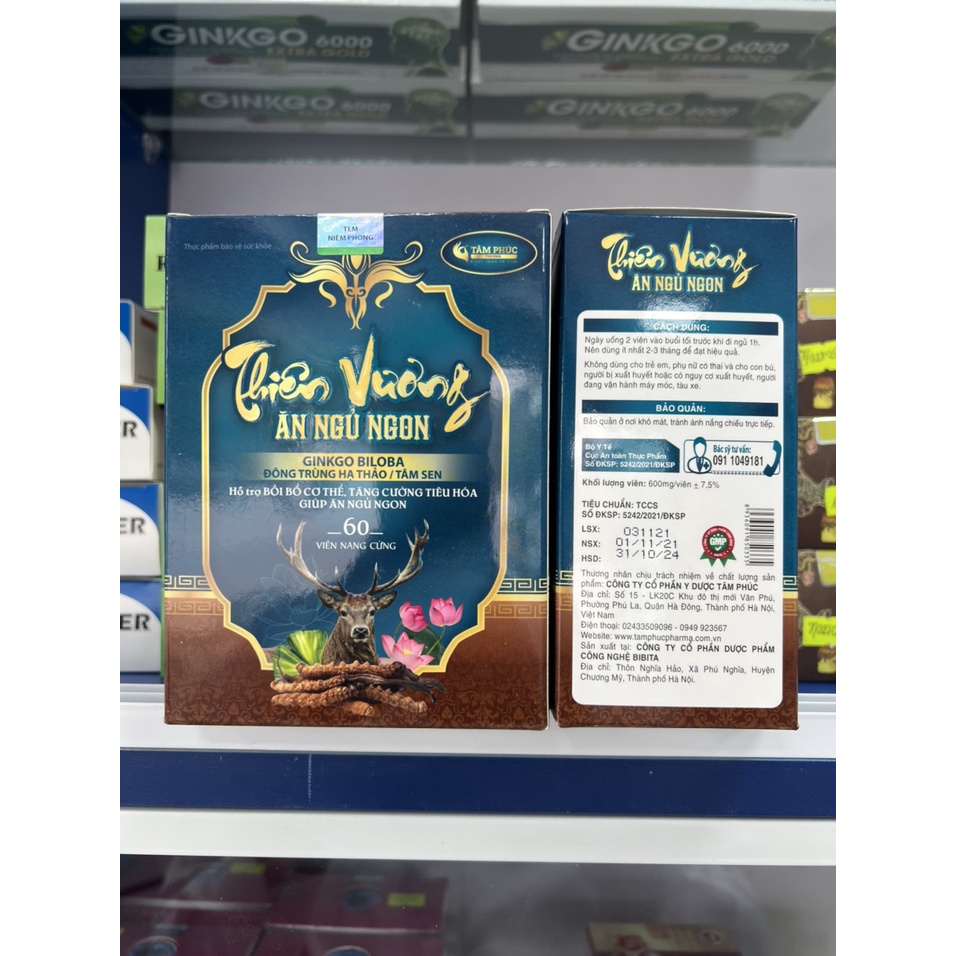 GINKGO 6000
EXTRA GOLD
GINKGO 6000
EXTRA GOLD
GINKGO 6000
GINKGO 6000
Thực phẩm bảo vệ sức khỏe
TEM
NIÊM PHONG
TÂM PHÚC
Thiên Vương
ĂN NGỦ NGON
GINKGO BILOBA
ĐÔNG TRÙNG HẠ THẢO / TÂM SEN
Hỗ trợ BỒI BỔ CƠ THỂ, TĂNG CƯỜNG TIÊU HÓA
GIÚP ĂN NGỦ NGON
60
VIÊN NANG CỨNG
Thiên Vương
ĂN NGỦ NGON
CÁCH DÙNG:
Ngày uống 2 viên vào buổi tối trước khi đi ngủ 1h.
Nên dùng ít nhất 2-3 tháng để đạt hiệu quả.
Không dùng cho trẻ em, phụ nữ có thai và cho con bú,
người bị xuất huyết hoặc có nguy cơ xuất huyết, người
đang vận hành máy móc, tàu xe.
BẢO QUẢN:
Bảo quản ở nơi khô mát, tránh ánh nắng chiếu trực tiếp.
Bộ Y Tế
Cục An toàn Thực Phẩm
Số ĐKSP: 5242/2021/ĐKSP
Bác sỹ tư vấn:
091 1049181
Khối lượng viên: 600mg/viên ± 7,5%
TIÊU CHUẨN: TCCS
SỐ ĐKSP: 5242/2021/ĐKSP
LSX: 031121
NSX: 01/11/21
HSD: 31/10/24
GMP
Thương nhân chịu trách nhiệm về chất lượng sản
phẩm: CÔNG TY CỔ PHẦN Y DƯỢC TÂM PHÚC
Địa chỉ: Số 15 - LK20C Khu đô thị mới Văn Phú,
Phường Phú La, Quận Hà Đông, Thành phố Hà Nội,
Việt Nam
Điện thoại: 02433509096 - 0949 923567
Website: www.tamphucpharma.com.vn
Sản xuất tại: CÔNG TY CỔ PHẦN DƯỢC PHẨM
CÔNG NGHỆ BIBITA
Địa chỉ: Thôn Nghĩa Hảo, Xã Phú Nghĩa, Huyện
Chương Mỹ, Thành phố Hà Nội.